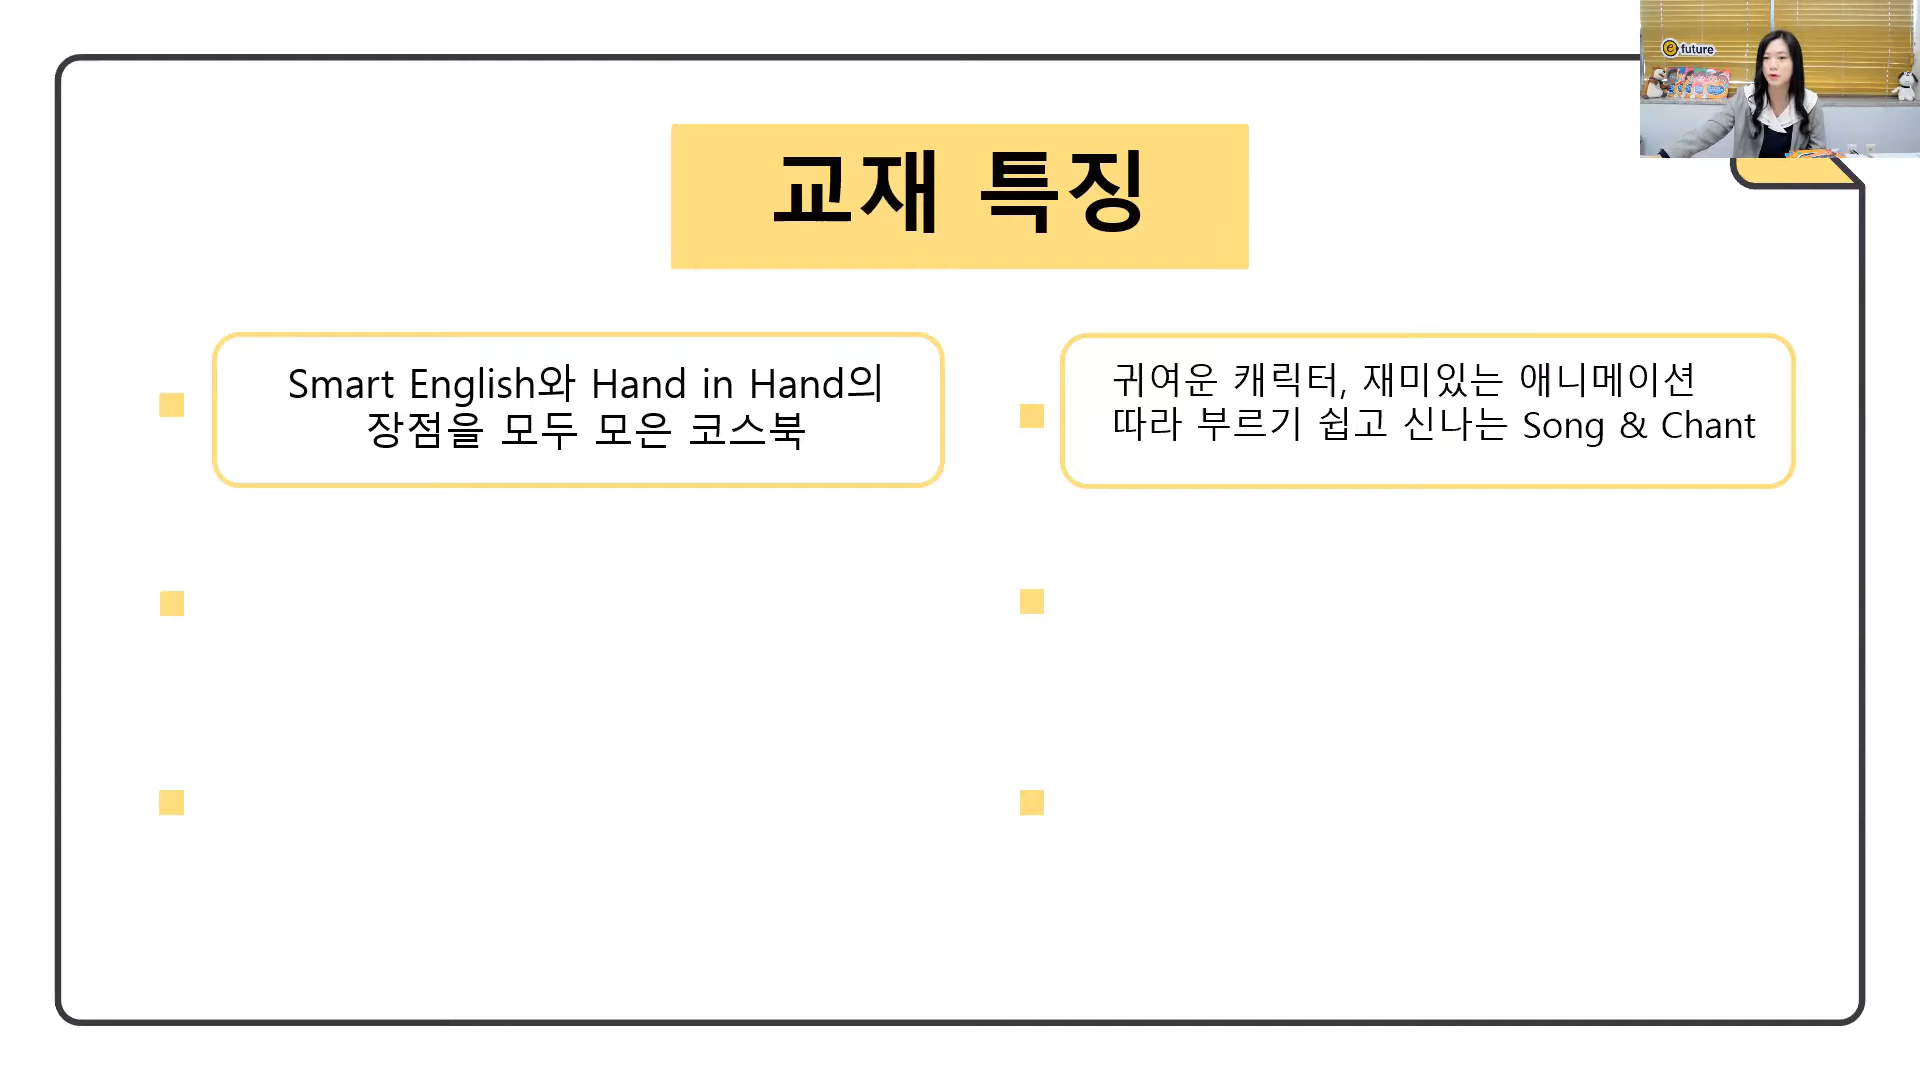 e future
교재 특징
Smart English와 Hand in Hand의
장점을 모두 모은 코스북
귀여운 캐릭터, 재미있는 애니메이션
따라 부르기 쉽고 신나는 Song & Chant